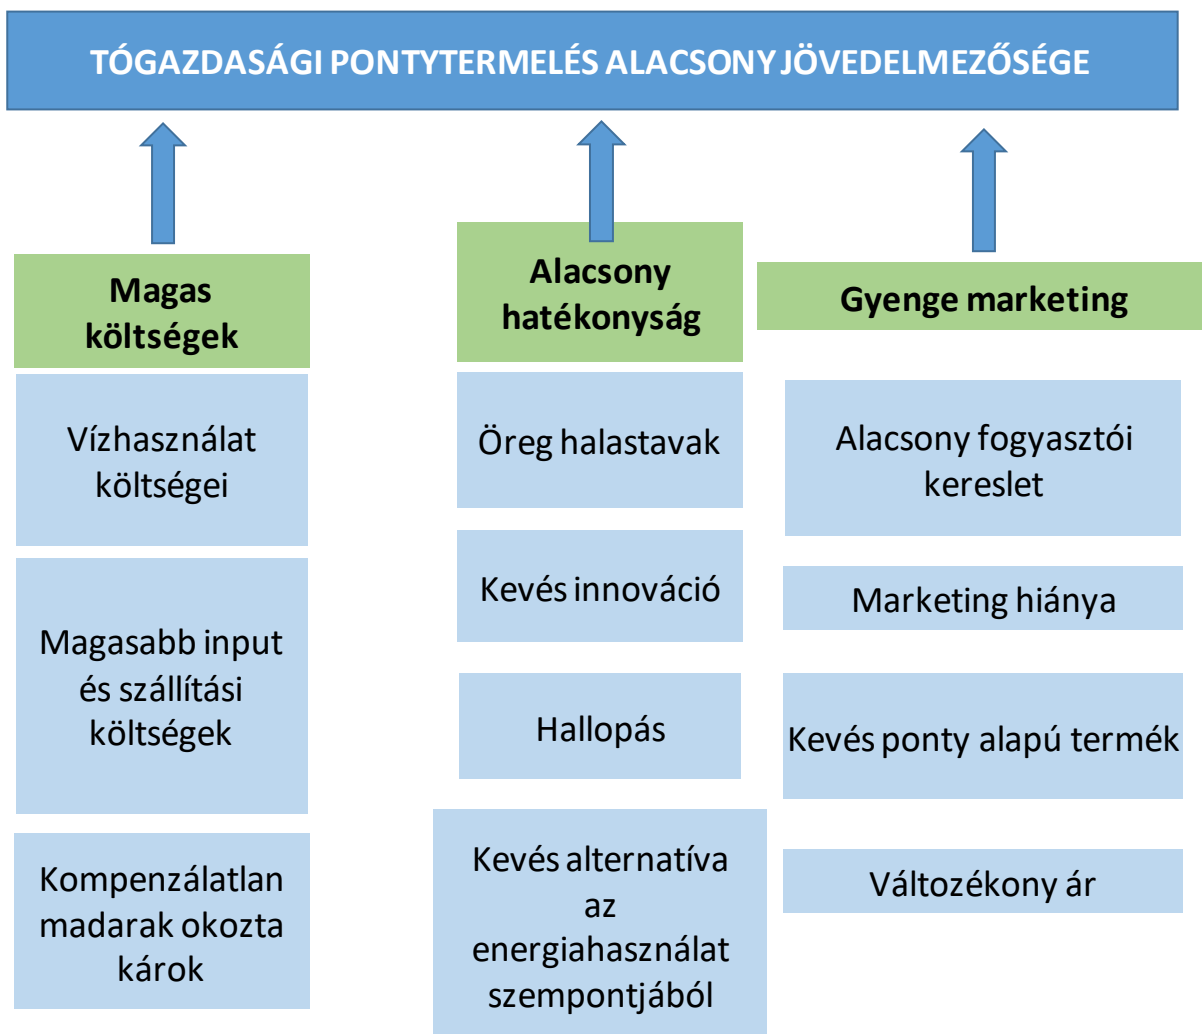 TÓGAZDASÁGI PONTYTERMELÉS ALACSONY JÖVEDELMEZŐSÉGE
Magas
költségek
Vízhasználat
költségei
Magasabb input
és szállítási
költségek
Kompenzálatlan
madarak okozta
károk
Alacsony
hatékonyság
Öreg halastavak
Kevés innováció
Hallopás
Kevés alternatíva
az
energiahasználat
szempontjából
Gyenge marketing
Alacsony fogyasztói
kereslet
Marketing hiánya
Kevés ponty alapú termék
Változékony ár